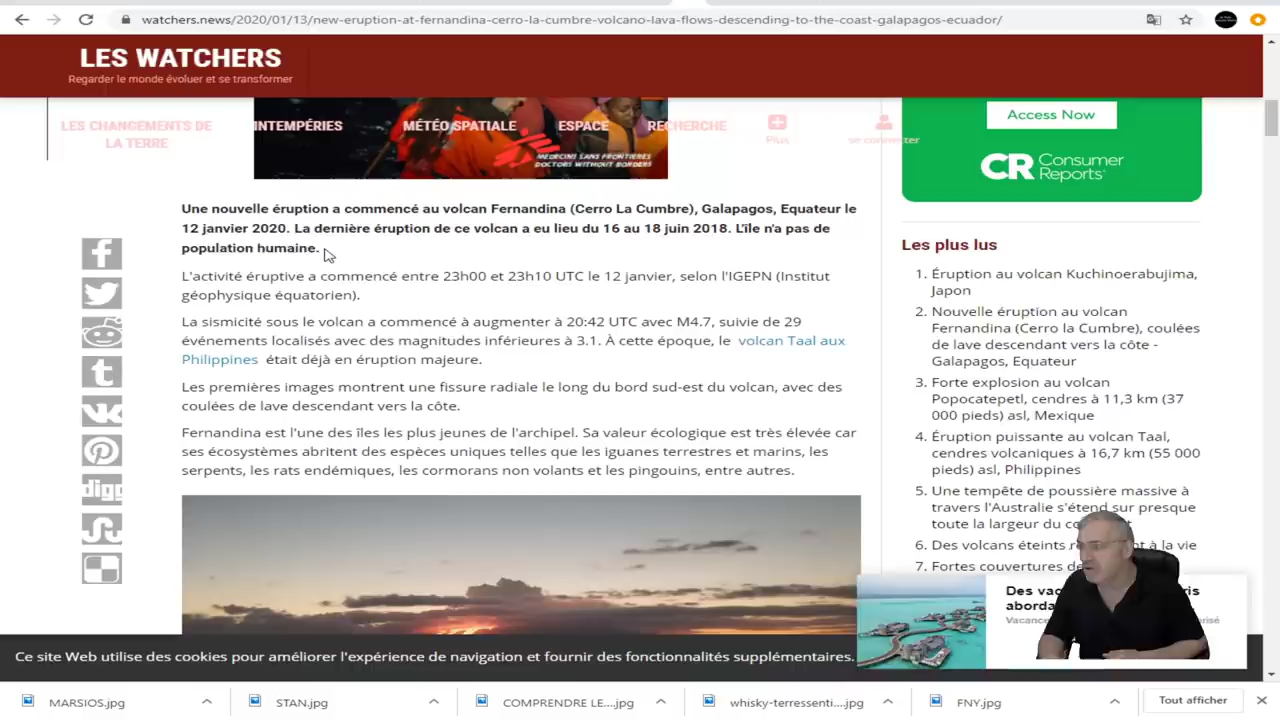 watchers.news/2020/01/13/new-eruption-at-fernandina-cerro-la-cumbre-volcano-lava-flows-descending-to-the-coast-galapagos-ecuador/
LES WATCHERS
Regarder le monde évoluer et se transformer
LES CHANGEMENTS DE
LA TERRE
INTEMPÉRIES
MÉTÉO SPATIALE
ESPACE
RECHERCHE
Plus
se connecter
MEDECINS SANS FRONTIERES
DOCTORS WITHOUT BORDERS
Access Now
CR Consumer
Reports
Une nouvelle éruption a commencé au volcan Fernandina (Cerro La Cumbre), Galapagos, Equateur le
12 janvier 2020. La dernière éruption de ce volcan a eu lieu du 16 au 18 juin 2018. L'île n'a pas de
population humaine.
L'activité éruptive a commencé entre 23h00 et 23h10 UTC le 12 janvier, selon l'IGEPN (Institut
géophysique équatorien).
La sismicité sous le volcan a commencé à augmenter à 20:42 UTC avec M4.7, suivie de 29
événements localisés avec des magnitudes inférieures à 3.1. À cette époque, le volcan Taal aux
Philippines était déjà en éruption majeure.
Les premières images montrent une fissure radiale le long du bord sud-est du volcan, avec des
coulées de lave descendant vers la côte.
Fernandina est l'une des îles les plus jeunes de l'archipel. Sa valeur écologique est très élevée car
ses écosystèmes abritent des espèces uniques telles que les iguanes terrestres et marins, les
serpents, les rats endémiques, les cormorans non volants et les pingouins, entre autres.
digg
Les plus lus
1. Éruption au volcan Kuchinoerabujima,
Japon
2. Nouvelle éruption au volcan
Fernandina (Cerro la Cumbre), coulées
de lave descendant vers la côte -
Galapagos, Equateur
3. Forte explosion au volcan
Popocatepetl, cendres à 11,3 km (37
000 pieds) asl, Mexique
4. Éruption puissante au volcan Taal,
cendres volcaniques à 16,7 km (55 000
pieds) asl, Philippines
5. Une tempête de poussière massive à
travers l'Australie s'étend sur presque
toute la largeur du
6. Des volcans éteints à la vie
7. Fortes couvertures
Des
abord
Ce site Web utilise des cookies pour améliorer l'expérience de navigation et fournir des fonctionnalités supplémentaires.
MARSIOS.jpg
STAN.jpg
COMPRENDRE LE....jpg
whisky-terressenti....jpg
FNY.jpg
Tout afficher